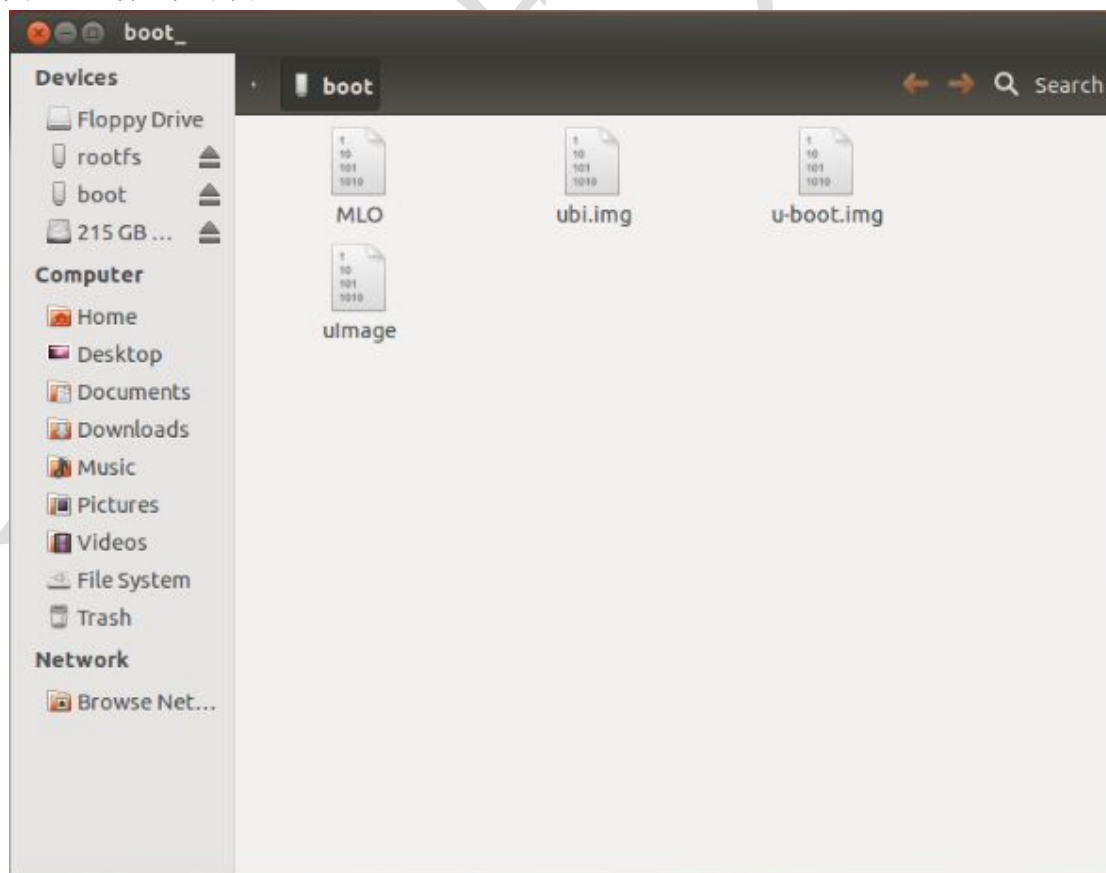 boot_
Devices
Floppy Drive
rootfs
boot
215 GB ...
Computer
Home
Desktop
Documents
Downloads
Music
Pictures
Videos
File System
Trash
Network
Browse Net...
boot
Search
MLO
ubi.img
u-boot.img
uImage